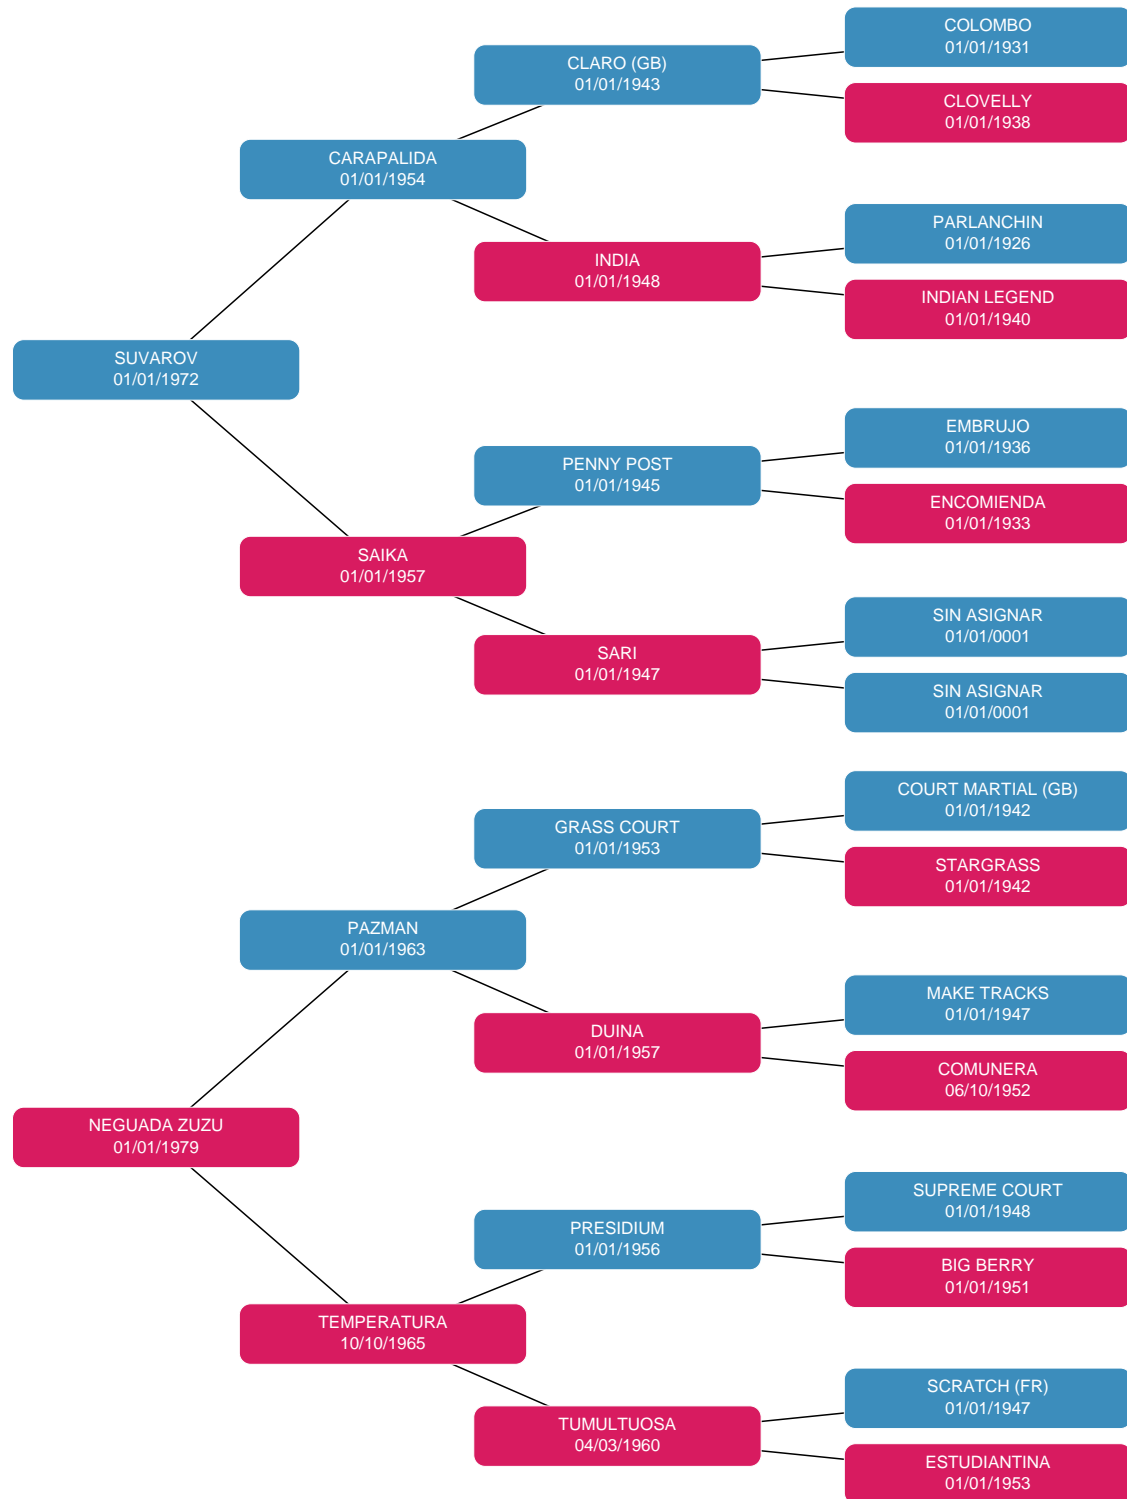 COLOMBO
01/01/1931
CLARO (GB)
01/01/1943
CLOVELLY
01/01/1938
CARAPALIDA
01/01/1954
PARLANCHIN
01/01/1926
INDIA
01/01/1948
INDIAN LEGEND
01/01/1940
SUVAROV
01/01/1972
EMBRUJO
01/01/1936
PENNY POST
01/01/1945
ENCOMIENDA
01/01/1933
SAIKA
01/01/1957
SIN ASIGNAR
01/01/0001
SARI
01/01/1947
SIN ASIGNAR
01/01/0001
COURT MARTIAL (GB)
01/01/1942
GRASS COURT
01/01/1953
STARGRASS
01/01/1942
PAZMAN
01/01/1963
MAKE TRACKS
01/01/1947
DUINA
01/01/1957
COMUNERA
06/10/1952
NEGUADA ZUZU
01/01/1979
SUPREME COURT
01/01/1948
PRESIDIUM
01/01/1956
BIG BERRY
01/01/1951
TEMPERATURA
10/10/1965
SCRATCH (FR)
01/01/1947
TUMULTUOSA
04/03/1960
ESTUDIANTINA
01/01/1953